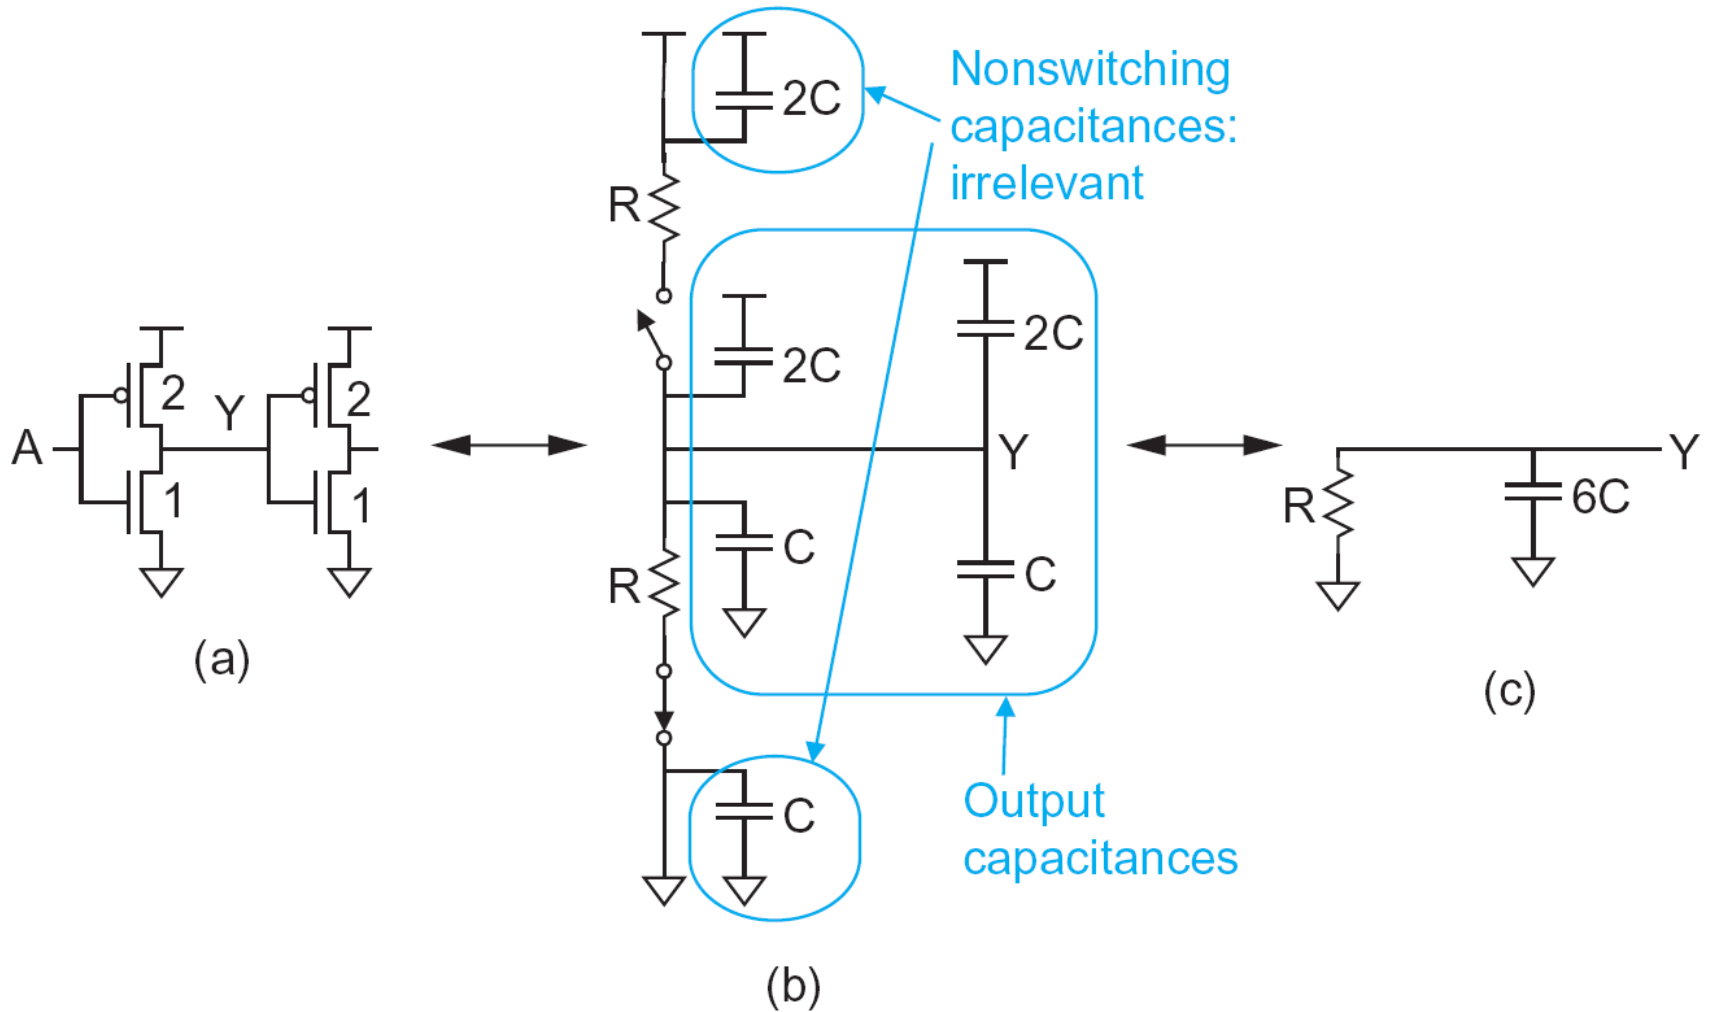 2C
Nonswitching
capacitances:
irrelevant
R
2C
2C
A
2
Y
2
1
1
Y
Y
R
C
C
R
6C
(a)
(c)
C
Output
capacitances
(b)